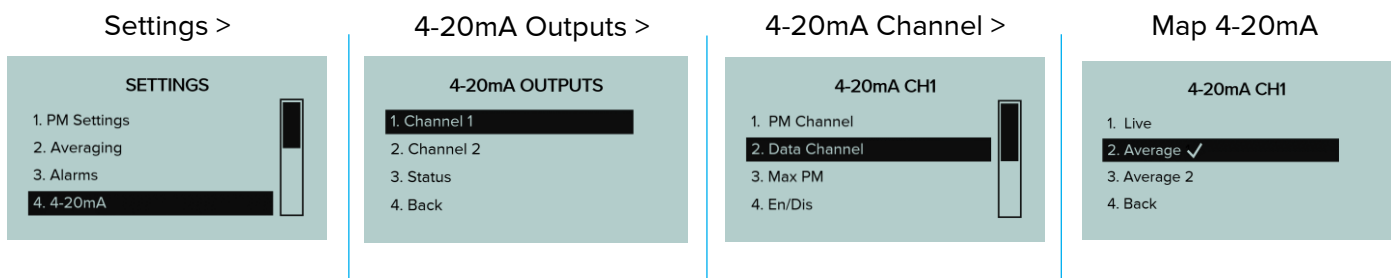 Settings >
SETTINGS
1. PM Settings
2. Averaging
3. Alarms
4. 4-20mA
4-20mA Outputs >
4-20mA OUTPUTS
1. Channel 1
2. Channel 2
3. Status
4. Back
4-20mA Channel >
4-20mA CH1
1. PM Channel
2. Data Channel
3. Max PM
4. En/Dis
Map 4-20mA
4-20mA CH1
1. Live
2. Average ✓
3. Average 2
4. Back